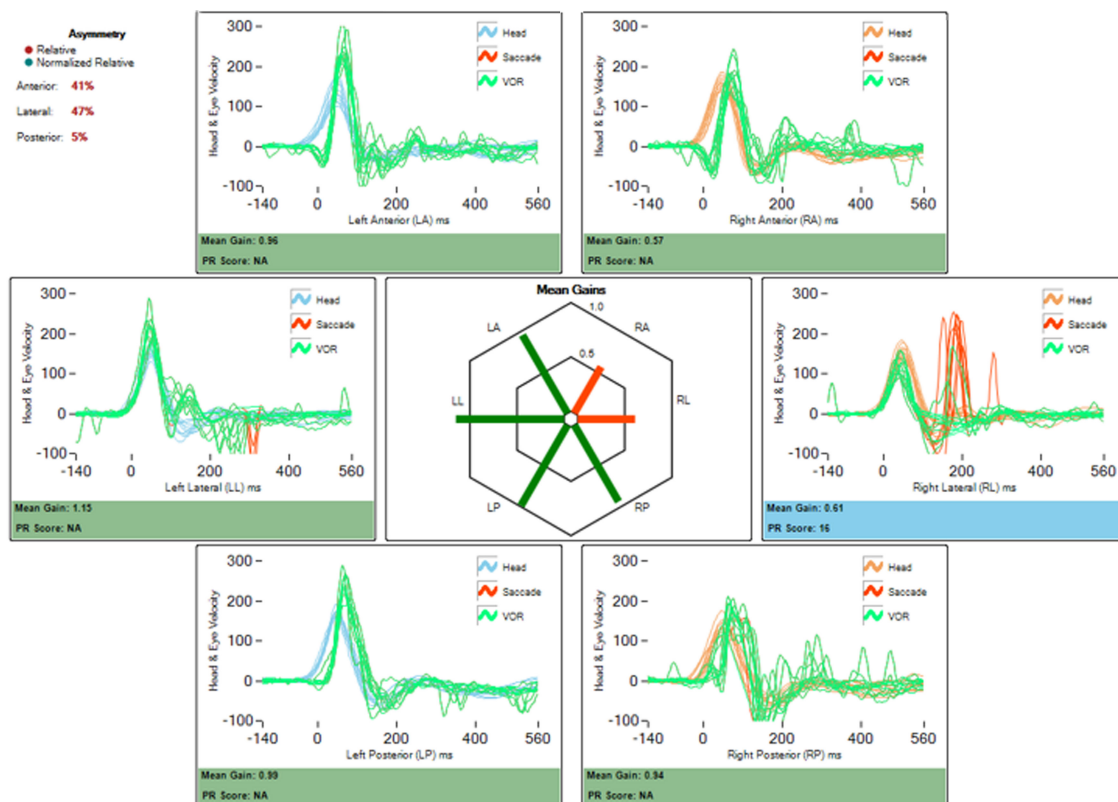 Asymmetry
Relative
Normalized Relative
Anterior: 41%
Lateral: 47%
Posterior: 5%
Head & Eye Velocity
300
200
100
0
-100
-140 0 200 400 560
Left Anterior (LA) ms
Head
Saccade
VOR
Mean Gain: 0.96
PR Score: NA
Head & Eye Velocity
300
200
100
0
-100
-140 0 200 400 560
Right Anterior (RA) ms
Head
Saccade
VOR
Mean Gain: 0.57
PR Score: NA
Head & Eye Velocity
300
200
100
0
-100
-140 0 200 400 560
Left Lateral (LL) ms
Head
Saccade
VOR
Mean Gain: 1.15
PR Score: NA
Mean Gains
1.0
LA RA
0.5
LL RL
LP RP
Head & Eye Velocity
300
200
100
0
-100
-140 0 200 400 560
Right Lateral (RL) ms
Head
Saccade
VOR
Mean Gain: 0.61
PR Score: 16
Head & Eye Velocity
300
200
100
0
-100
-140 0 200 400 560
Left Posterior (LP) ms
Head
Saccade
VOR
Mean Gain: 0.99
PR Score: NA
Head & Eye Velocity
300
200
100
0
-100
-140 0 200 400 560
Right Posterior (RP) ms
Head
Saccade
VOR
Mean Gain: 0.94
PR Score: NA